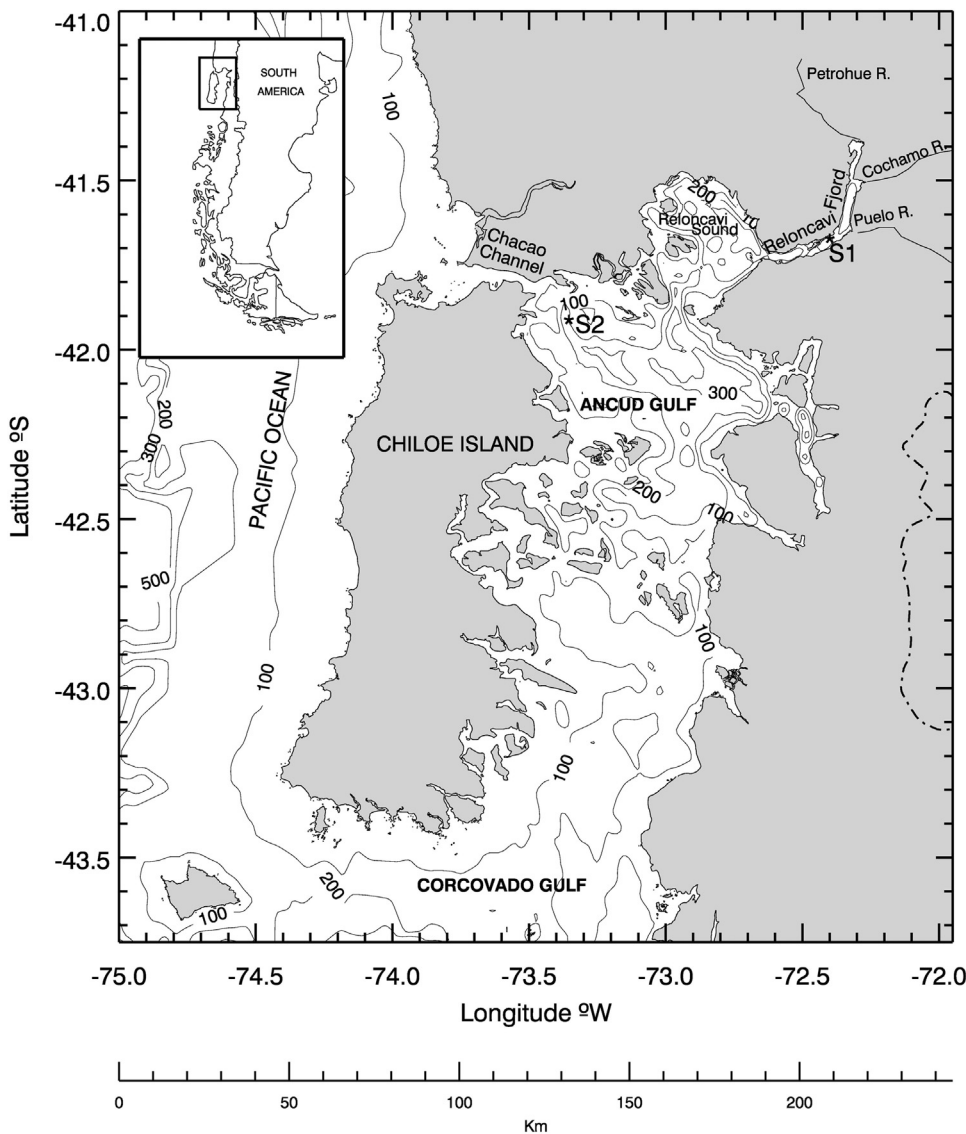 -41.0
-41.5
-42.0
-42.5
-43.0
-43.5
Latitude ºS
SOUTH
AMERICA
100
Petrohue R.
Cochamo R.
Puelo R.
Reloncavi Fjord
S1
200
Reloncavi
Sound
Chacao
Channel
100
*S2
300
ANCUD GULF
PACIFIC OCEAN
200
300
CHILOE ISLAND
200
100
500
100
100
100
200
CORCOVADO GULF
100
-75.0
-74.5
-74.0
-73.5
-73.0
-72.5
-72.0
Longitude ºW
0
50
100
150
200
Km